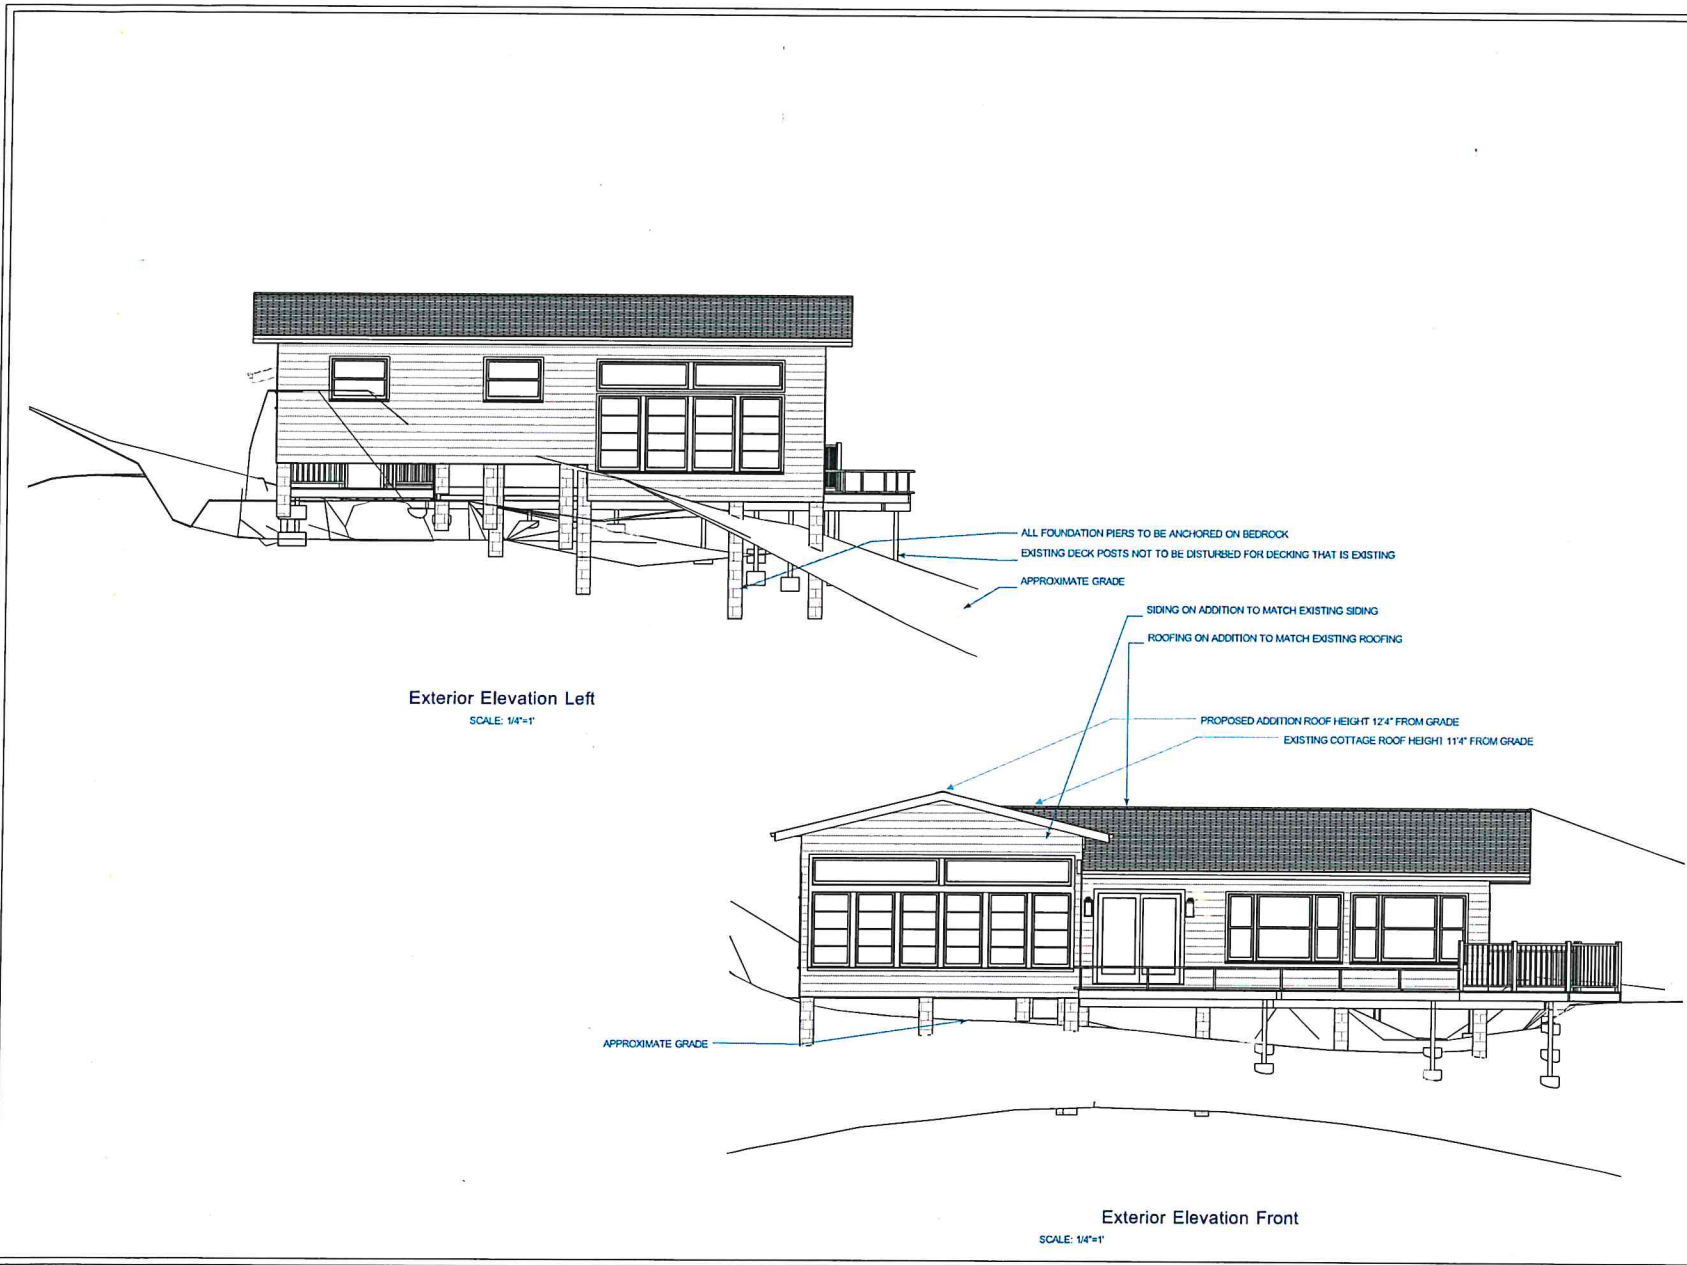 ALL FOUNDATION PIERS TO BE ANCHORED ON BEDROCK
EXISTING DECK POSTS NOT TO BE DISTURBED FOR DECKING THAT IS EXISTING
APPROXIMATE GRADE
SIDING ON ADDITION TO MATCH EXISTING SIDING
ROOFING ON ADDITION TO MATCH EXISTING ROOFING
Exterior Elevation Left
SCALE: 1/4"=1'
PROPOSED ADDITION ROOF HEIGHT 12'4" FROM GRADE
EXISTING COTTAGE ROOF HEIGHT 11'4" FROM GRADE
APPROXIMATE GRADE
Exterior Elevation Front
SCALE: 1/4"=1'